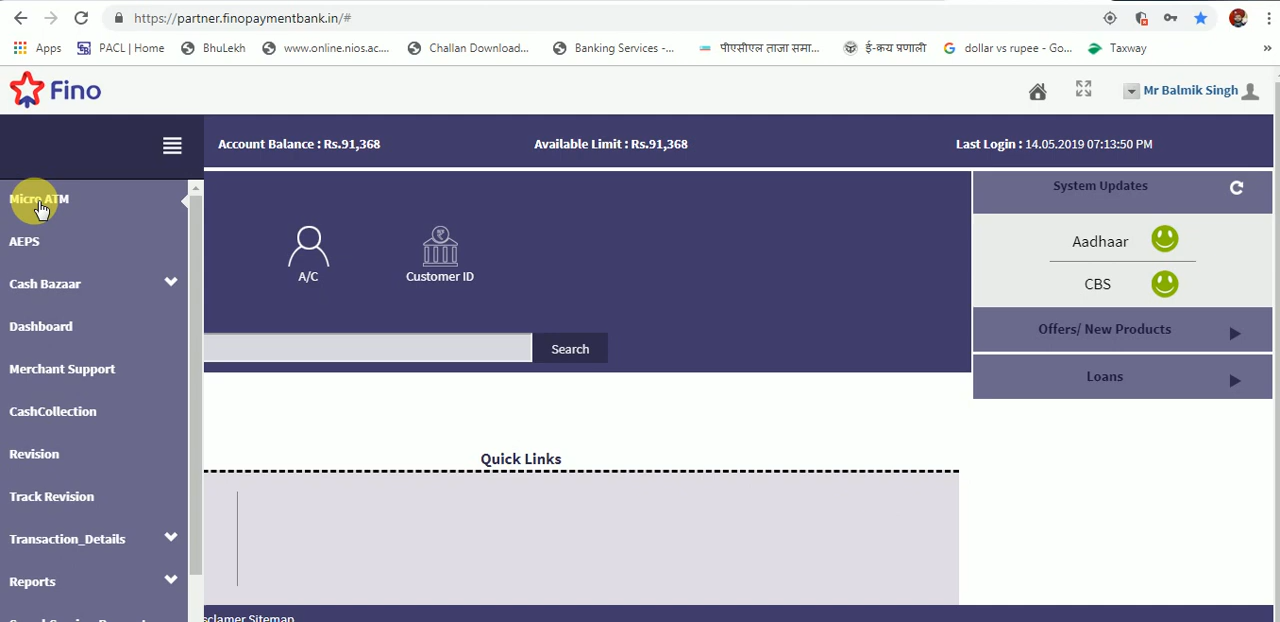 https://partner.finopaymentbank.in/#
Apps PACL | Home BhuLekh www.online.nios.ac.... Challan Download... Banking Services -... पीएसीएल ताजा समा... ई-कय प्रणाली dollar vs rupee - Go... Taxway »
Fino
Mr Balmik Singh
Account Balance : Rs.91,368 Available Limit : Rs.91,368 Last Login : 14.05.2019 07:13:50 PM
Micro ATM
AEPS
Cash Bazaar
Dashboard
Merchant Support
CashCollection
Revision
Track Revision
Transaction_Details
Reports
A/C
Customer ID
Search
System Updates
Aadhaar
CBS
Offers/ New Products
Loans
Quick Links
sclamer Sitemap